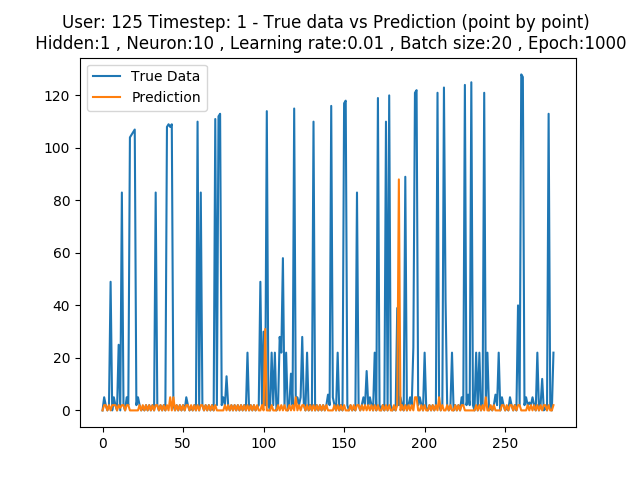 User: 125 Timestep: 1 - True data vs Prediction (point by point)
Hidden:1 , Neuron:10 , Learning rate:0.01 , Batch size:20 , Epoch:1000
True Data
Prediction
120
100
80
60
40
20
0
0 50 100 150 200 250